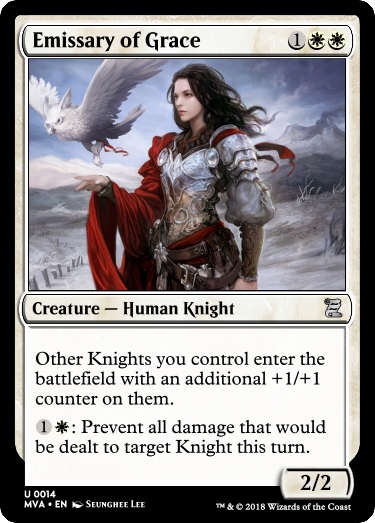 Emissary of Grace 1
Creature — Human Knight
Other Knights you control enter the
battlefield with an additional +1/+1
counter on them.
1 : Prevent all damage that would
be dealt to target Knight this turn.
2/2
U 0014
MVA • EN Seunghee Lee
™ & © 2018 Wizards of the Coast